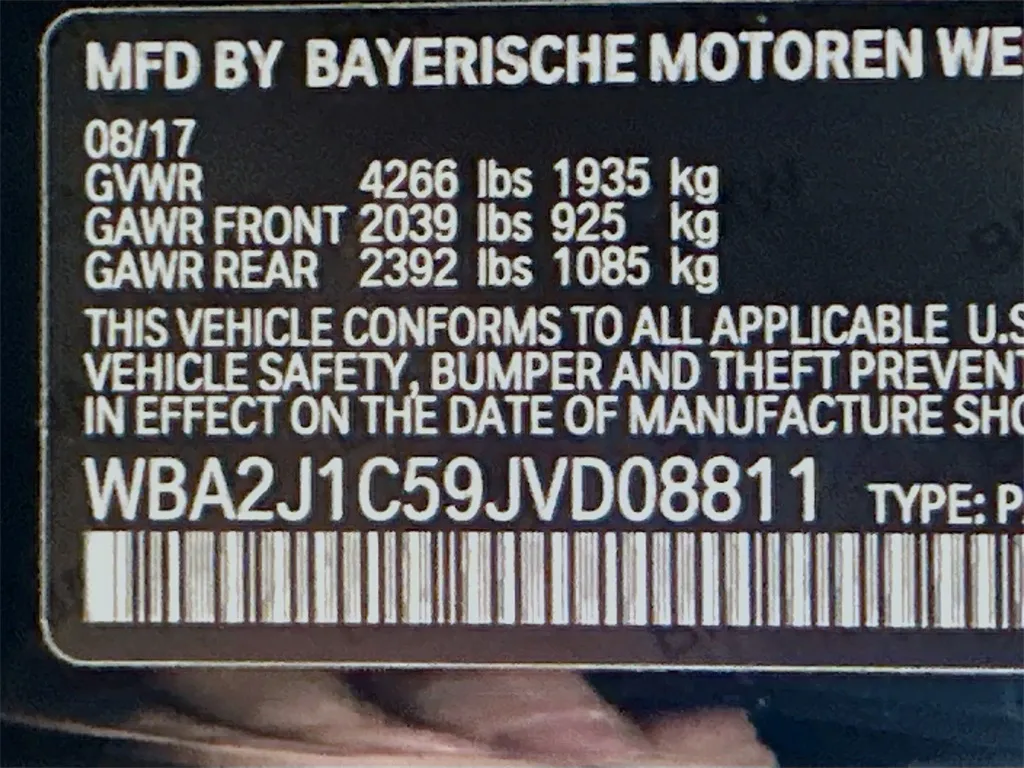 MFD BY BAYERISCHE MOTOREN WE
08/17
GVWR 4266 lbs 1935 kg
GAWR FRONT 2039 lbs 925 kg
GAWR REAR 2392 lbs 1085 kg
THIS VEHICLE CONFORMS TO ALL APPLICABLE U.S
VEHICLE SAFETY, BUMPER AND THEFT PREVENT
IN EFFECT ON THE DATE OF MANUFACTURE SHO
WBA2J1C59JVD08811 TYPE: P